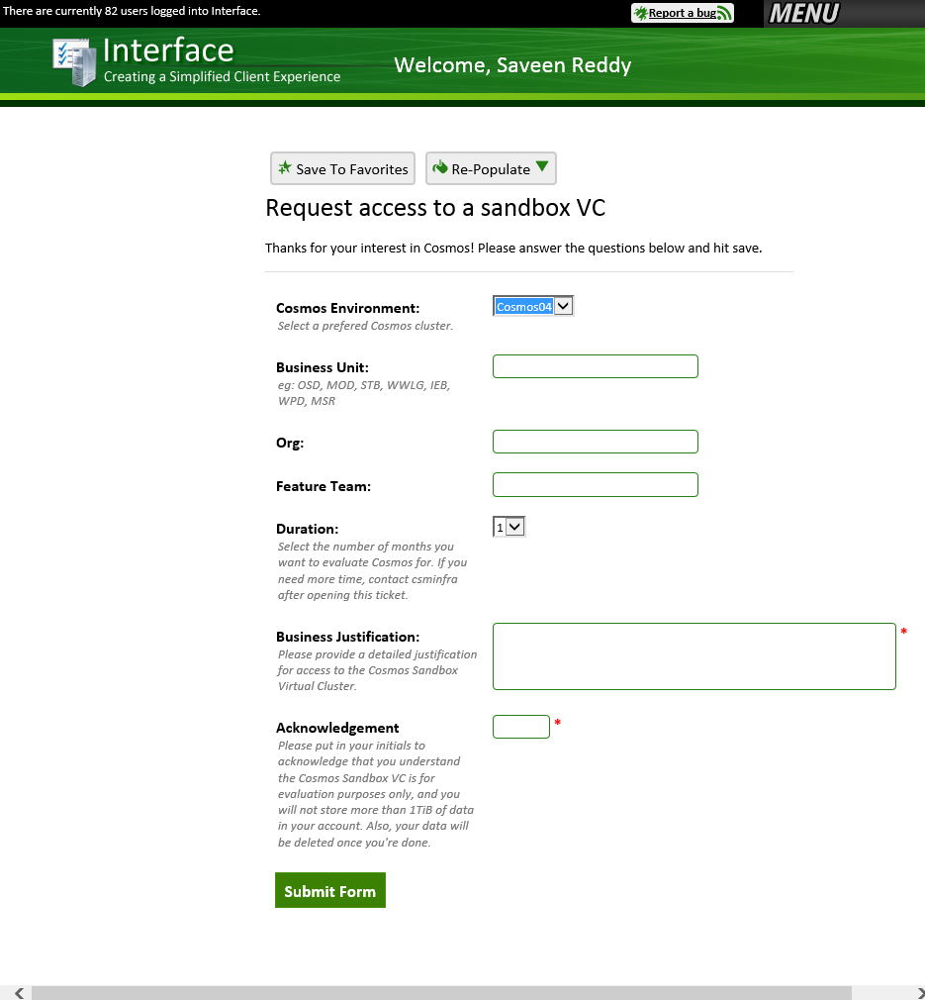 There are currently 82 users logged into Interface.
Report a bug
MENU
Interface
Creating a Simplified Client Experience
Welcome, Saveen Reddy
Save To Favorites
Re-Populate
Request access to a sandbox VC
Thanks for your interest in Cosmos! Please answer the questions below and hit save.
Cosmos Environment:
Cosmos04
Select a prefered Cosmos cluster.
Business Unit:
eg: OSD, MOD, STB, WWLG, IEB,
WPD, MSR
Org:
Feature Team:
Duration:
1
Select the number of months you
want to evaluate Cosmos for. If you
need more time, contact csminfra
after opening this ticket.
Business Justification:
*
Please provide a detailed justification
for access to the Cosmos Sandbox
Virtual Cluster.
Acknowledgement
*
Please put in your initials to
acknowledge that you understand
the Cosmos Sandbox VC is for
evaluation purposes only, and you
will not store more than 1TiB of data
in your account. Also, your data will
be deleted once you're done.
Submit Form